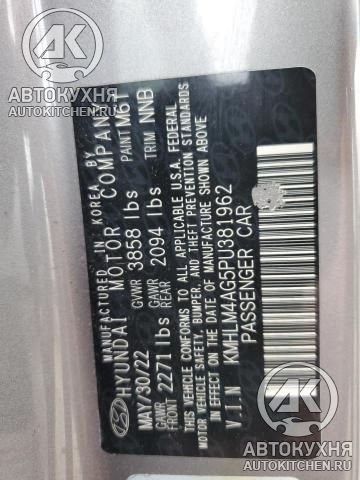 MANUFACTURED IN KOREA BY
HYUNDAI MOTOR COMPANY
MAY/30/22 GVWR 3858 lbs PAINT M6T
GAWR FRONT 2271 lbs GAWR REAR 2094 lbs TRIM NNB
THIS VEHICLE CONFORMS TO ALL APPLICABLE U.S.A. FEDERAL
MOTOR VEHICLE SAFETY, BUMPER, AND THEFT PREVENTION STANDARDS
IN EFFECT ON THE DATE OF MANUFACTURE SHOWN ABOVE
V.I.N KMHLM4AG5PU381962
PASSENGER CAR
АВТОКУХНЯ
AUTOKITCHEN.RU
АВТОКУХНЯ
AUTOKITCHEN.RU